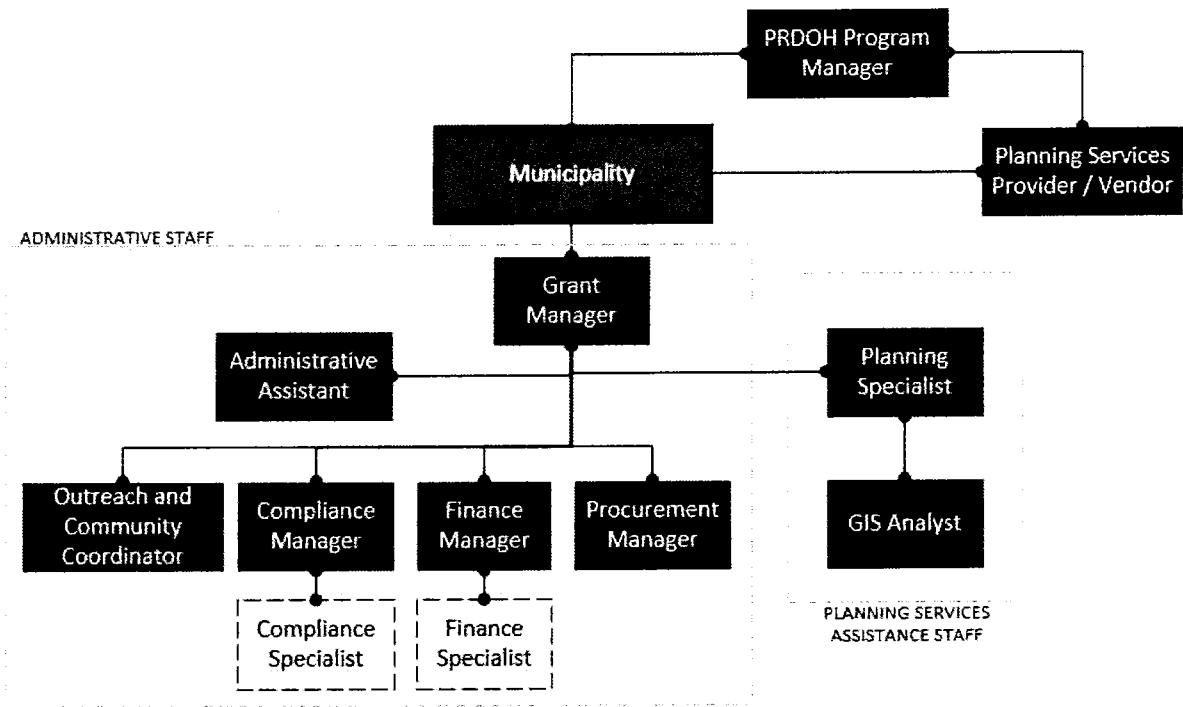 PRDOH Program
Manager
Municipality
Planning Services
Provider / Vendor
ADMINISTRATIVE STAFF
Grant
Manager
Administrative
Assistant
Planning
Specialist
Outreach and
Community
Coordinator
Compliance
Manager
Finance
Manager
Procurement
Manager
GIS Analyst
Compliance
Specialist
Finance
Specialist
PLANNING SERVICES
ASSISTANCE STAFF